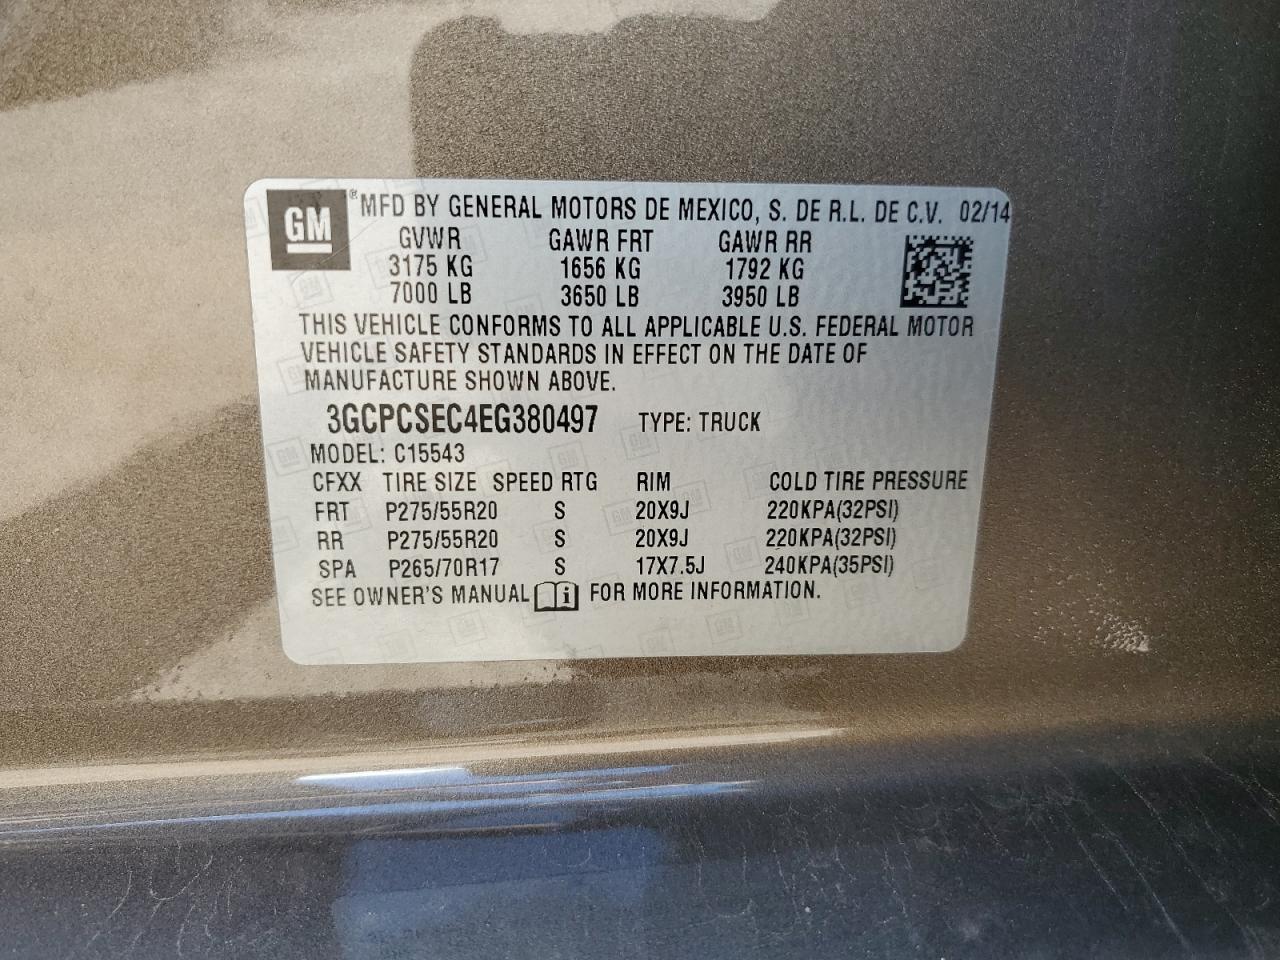 GM ® MFD BY GENERAL MOTORS DE MEXICO, S. DE R.L. DE C.V. 02/14
GVWR GAWR FRT GAWR RR
3175 KG 1656 KG 1792 KG
7000 LB 3650 LB 3950 LB
THIS VEHICLE CONFORMS TO ALL APPLICABLE U.S. FEDERAL MOTOR
VEHICLE SAFETY STANDARDS IN EFFECT ON THE DATE OF
MANUFACTURE SHOWN ABOVE.
3GCPCSEC4EG380497 TYPE: TRUCK
MODEL: C15543
CFXX TIRE SIZE SPEED RTG RIM COLD TIRE PRESSURE
FRT P275/55R20 S 20X9J 220KPA(32PSI)
RR P275/55R20 S 20X9J 220KPA(32PSI)
SPA P265/70R17 S 17X7.5J 240KPA(35PSI)
SEE OWNER'S MANUAL i FOR MORE INFORMATION.